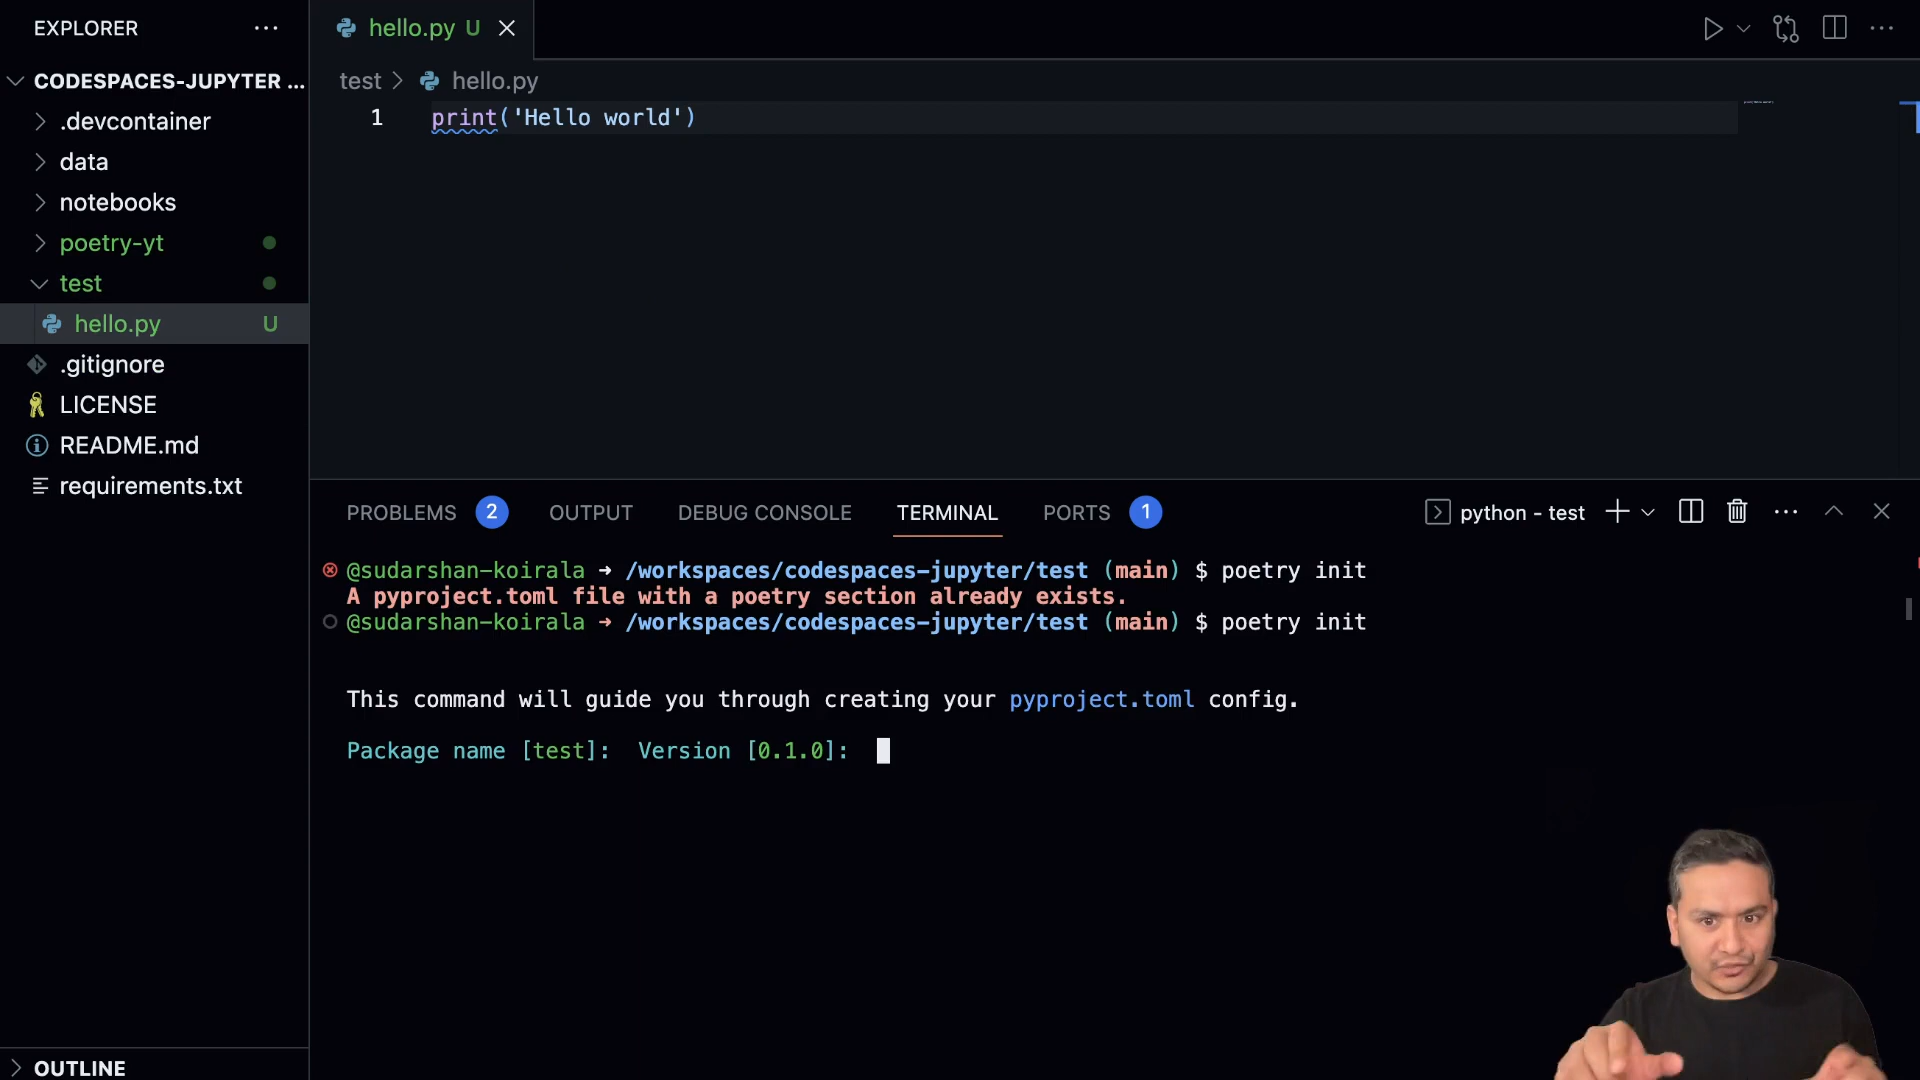 EXPLORER
CODESPACES-JUPYTER ...
.devcontainer
data
notebooks
poetry-yt
test
hello.py U
.gitignore
LICENSE
README.md
requirements.txt
OUTLINE
hello.py U
test > hello.py
1 print('Hello world')
PROBLEMS 2 OUTPUT DEBUG CONSOLE TERMINAL PORTS 1 python - test
@sudarshan-koirala → /workspaces/codespaces-jupyter/test (main) $ poetry init
A pyproject.toml file with a poetry section already exists.
@sudarshan-koirala → /workspaces/codespaces-jupyter/test (main) $ poetry init
This command will guide you through creating your pyproject.toml config.
Package name [test]: Version [0.1.0]: